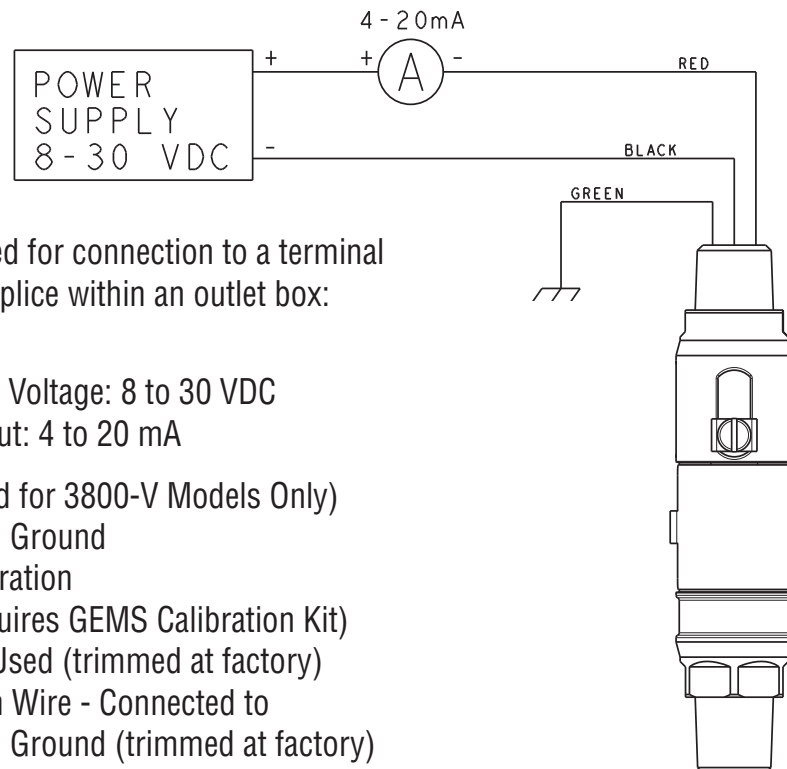 4-20mA
+ + A -
RED
POWER
SUPPLY
8-30 VDC
-
BLACK
GREEN
ed for connection to a terminal
plice within an outlet box:
Voltage: 8 to 30 VDC
ut: 4 to 20 mA
d for 3800-V Models Only)
Ground
ration
uires GEMS Calibration Kit)
Used (trimmed at factory)
Wire - Connected to
Ground (trimmed at factory)